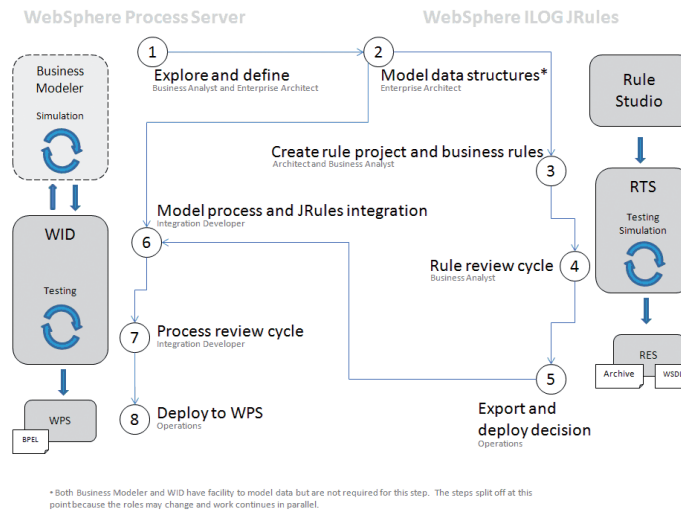 WebSphere Process Server
WebSphere ILOG JRules
Business
Modeler
Simulation
WID
Testing
WPS
BPEL
1
Explore and define
Business Analyst and Enterprise Architect
2
Model data structures*
Enterprise Architect
Create rule project and business rules
Architect and Business Analyst
3
Model process and JRules integration
Integration Developer
6
Rule review cycle
Business Analyst
4
7
Process review cycle
Integration Developer
5
Export and
deploy decision
Operations
8
Deploy to WPS
Operations
Rule
Studio
RTS
Testing
Simulation
RES
Archive
* Both Business Modeler and WID have facility to model data but are not required for this step. The steps split off at this
point because the roles may change and work continues in parallel.